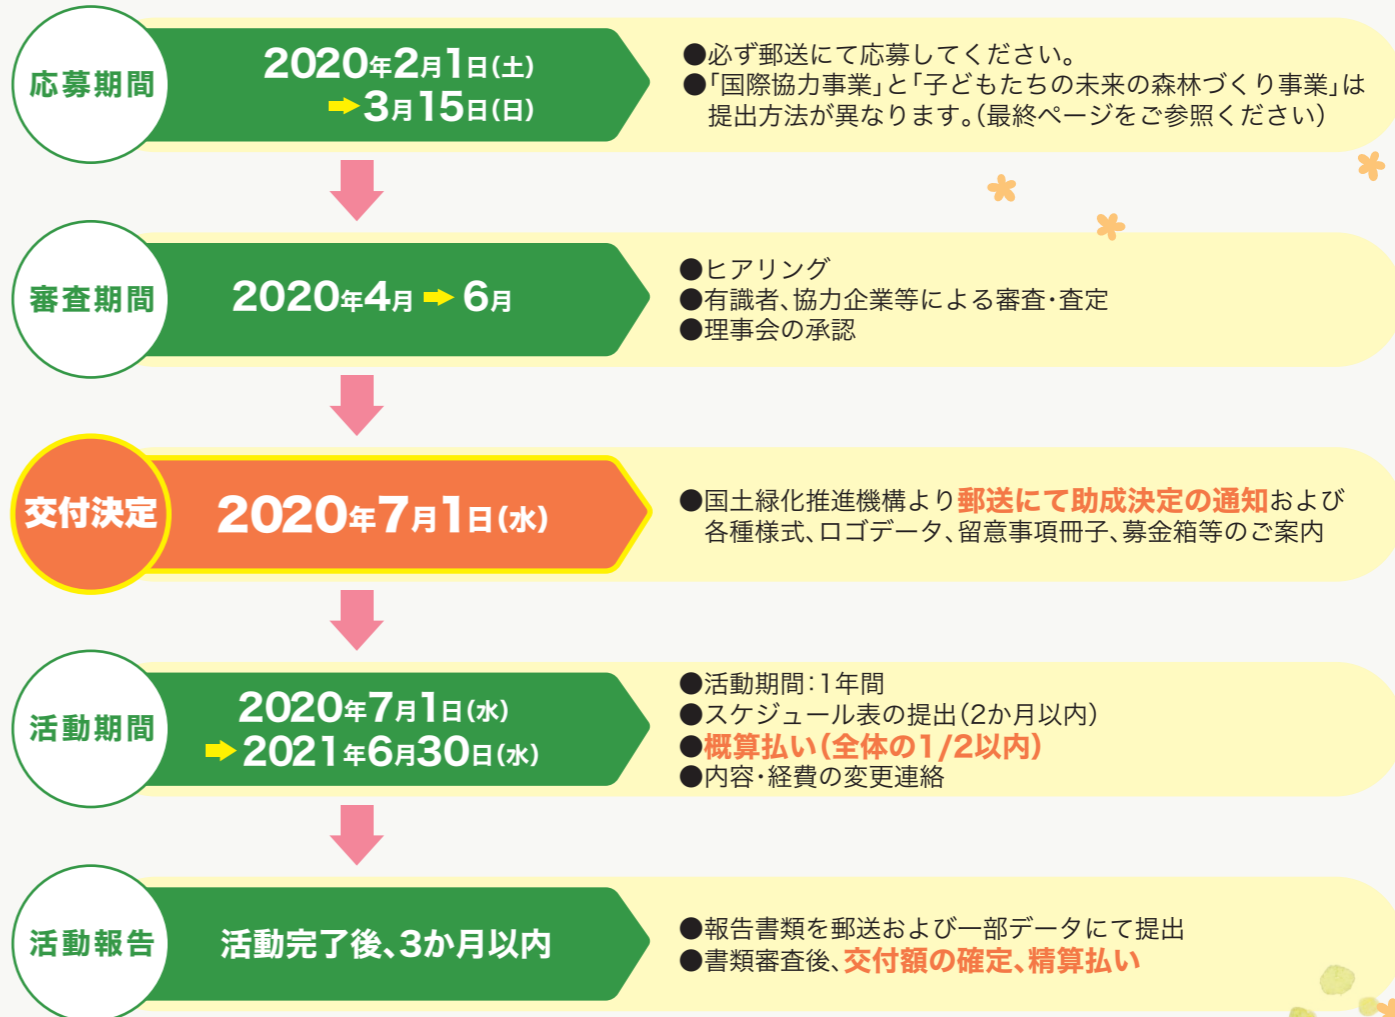 応募期間
2020年2月1日(土)
➡3月15日(日)
●必ず郵送にて応募してください。
●「国際協力事業」と「子どもたちの未来の森林づくり事業」は
提出方法が異なります。(最終ページをご参照ください)
審査期間
2020年4月➡6月
●ヒアリング
●有識者、協力企業等による審査・査定
●理事会の承認
交付決定
2020年7月1日(水)
●国土緑化推進機構より郵送にて助成決定の通知および
各種様式、ロゴデータ、留意事項冊子、募金箱等のご案内
活動期間
2020年7月1日(水)
➡2021年6月30日(水)
●活動期間:1年間
●スケジュール表の提出(2か月以内)
●概算払い(全体の1/2以内)
●内容・経費の変更連絡
活動報告
活動完了後、3か月以内
●報告書類を郵送および一部データにて提出
●書類審査後、交付額の確定、精算払い